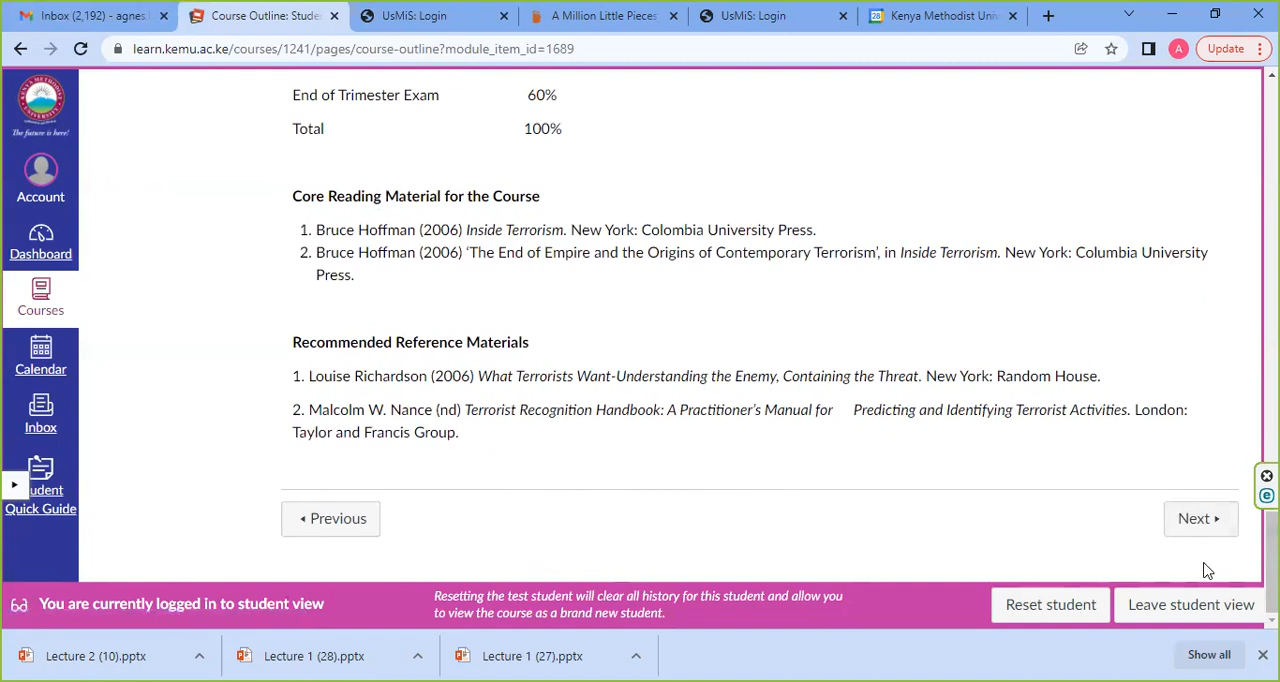 Inbox (2,192) - agnes.
Course Outline: Stude
UsMiS: Login
A Million Little Pieces
UsMiS: Login
Kenya Methodist Univ
learn.kemu.ac.ke/courses/1241/pages/course-outline?module_item_id=1689
A
Update
The future is here!
Account
Dashboard
Courses
28
Calendar
Inbox
udent
Quick Guide
End of Trimester Exam 60%
Total 100%
Core Reading Material for the Course
1. Bruce Hoffman (2006) Inside Terrorism. New York: Colombia University Press.
2. Bruce Hoffman (2006) ‘The End of Empire and the Origins of Contemporary Terrorism’, in Inside Terrorism. New York: Columbia University
Press.
Recommended Reference Materials
1. Louise Richardson (2006) What Terrorists Want-Understanding the Enemy, Containing the Threat. New York: Random House.
2. Malcolm W. Nance (nd) Terrorist Recognition Handbook: A Practitioner’s Manual for Predicting and Identifying Terrorist Activities. London:
Taylor and Francis Group.
Previous
Next
You are currently logged in to student view
Resetting the test student will clear all history for this student and allow you
to view the course as a brand new student.
Reset student
Leave student view
Lecture 2 (10).pptx
Lecture 1 (28).pptx
Lecture 1 (27).pptx
Show all